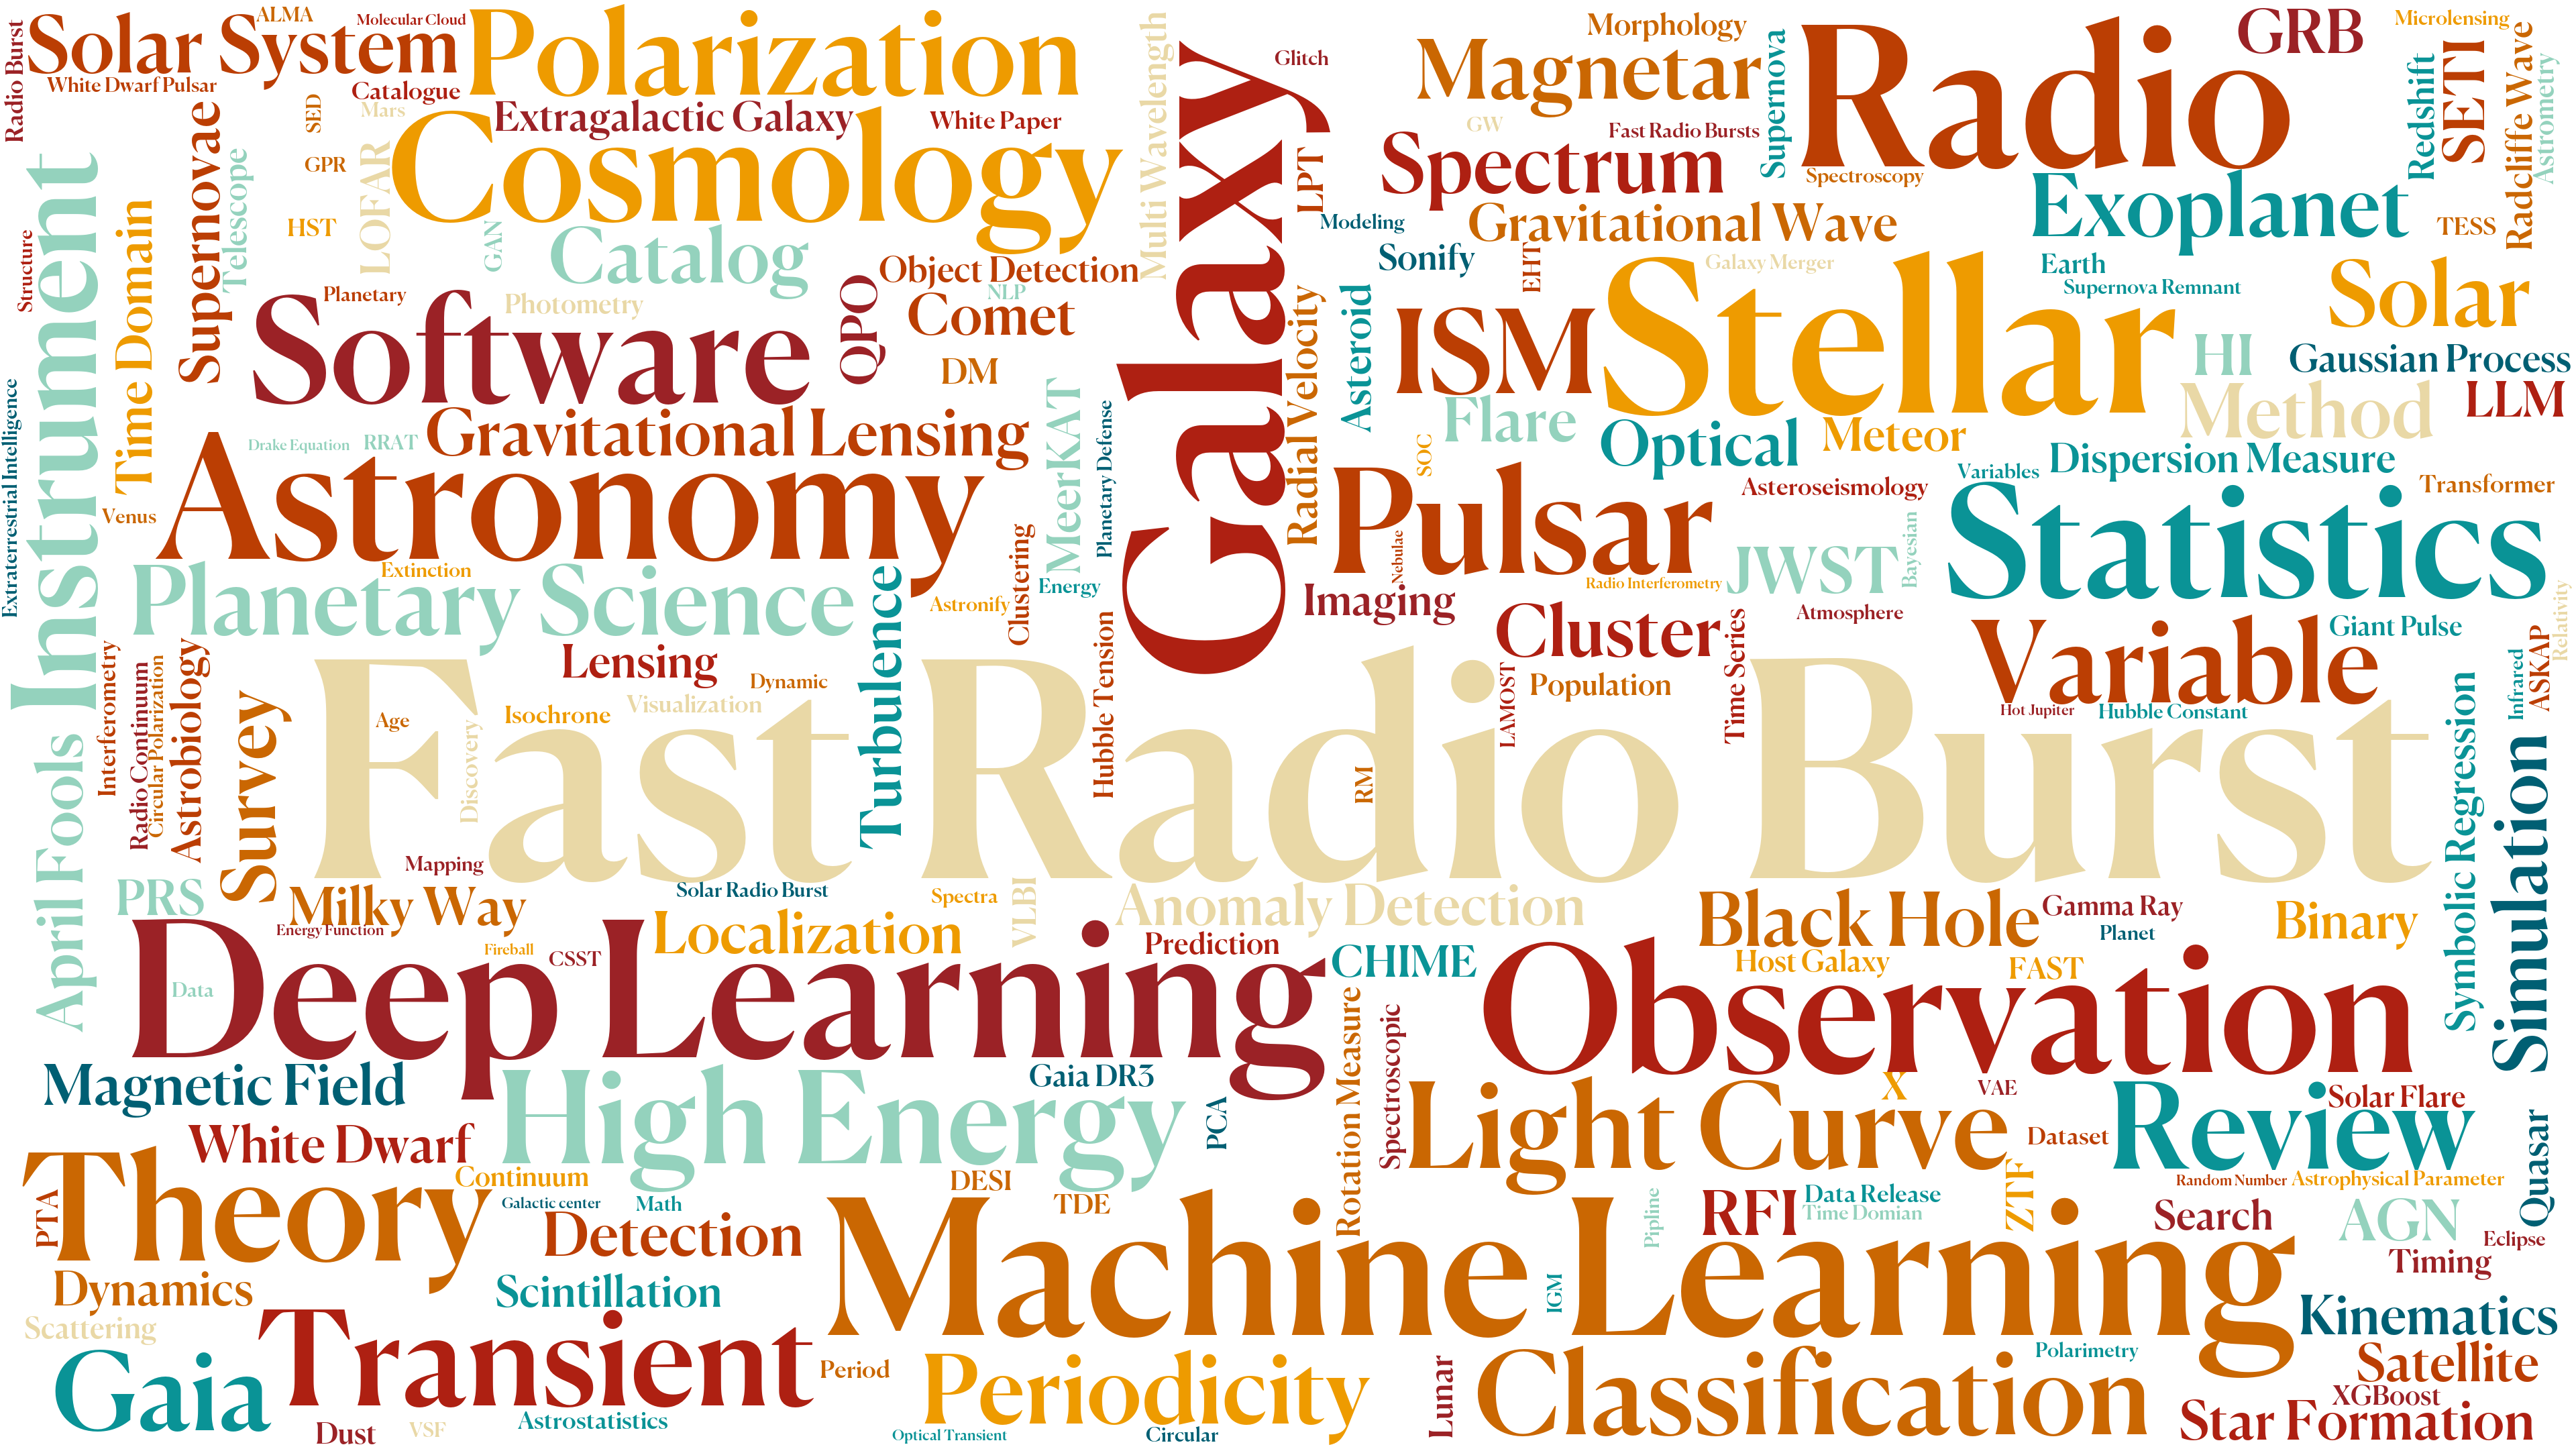 Radio Burst
Solar System
ALMA
Molecular Cloud
White Dwarf Pulsar
Catalogue
Polarization
Multi Wavelength
Galaxy
Glitch
Morphology
Magnetar
Supernova
Radio
GRB
Microlensing
Redshift
SETI
Radcliffe Wave
Astrometry
SED
Mars
Extragalactic Galaxy
White Paper
GW
Fast Radio Bursts
Spectrum
Spectroscopy
LPT
Supernovae
Telescope
GPR
LOFAR
Cosmology
Exoplanet
TESS
Instrument
Time Domain
HST
GAN
Catalog
Object Detection
Modeling
Gravitational Wave
Sonify
EHT
Galaxy Merger
Earth
Supernova Remnant
Solar
Structure
Planetary
Photometry
NLP
Software
QPO
Comet
DM
Radial Velocity
Asteroid
ISM
Stellar
HI
Gaussian Process
Method
LLM
Extraterrestrial Intelligence
Drake Equation
RRAT
Gravitational Lensing
MeerKAT
Planetary Defense
SOC
Flare
Optical
Meteor
Variables
Dispersion Measure
Transformer
Venus
Astronomy
Pulsar
Asteroseismology
Statistics
Extinction
Planetary Science
Turbulence
Astronify
Clustering
Energy
Imaging
Nebulae
Radio Interferometry
JWST
Bayesian
Atmosphere
Relativity
Interferometry
Radio Continuum
Circular Polarization
Astrobiology
Lensing
Dynamic
Hubble Tension
Cluster
Population
LAMOST
Time Series
Variable
Giant Pulse
Infrared
ASKAP
Hot Jupiter
Hubble Constant
April Fools
Survey
Age
Discovery
Isochrone
Visualization
Fast Radio Burst
RM
Symbolic Regression
Simulation
Mapping
PRS
Milky Way
Energy Function
Solar Radio Burst
Spectra
VLBI
Anomaly Detection
Black Hole
Gamma Ray
Planet
Binary
Fireball
CSST
Localization
Prediction
CHIME
Host Galaxy
FAST
Data
Deep Learning
Observation
Magnetic Field
Gaia DR3
PCA
Rotation Measure
Spectroscopic
High Energy
Light Curve
X
VAE
Dataset
Review
Solar Flare
Quasar
White Dwarf
Continuum
Galactic center
Math
DESI
TDE
Random Number
Astrophysical Parameter
PTA
Theory
Detection
Pipline
RFI
Data Release
Time Domian
ZTF
Search
AGN
Eclipse
Timing
Dynamics
Scintillation
Machine Learning
IGM
Kinematics
Scattering
Gaia
Transient
Period
Periodicity
Lunar
Classification
Polarimetry
Satellite
XGBoost
Star Formation
Dust
VSF
Astrostatistics
Optical Transient
Circular